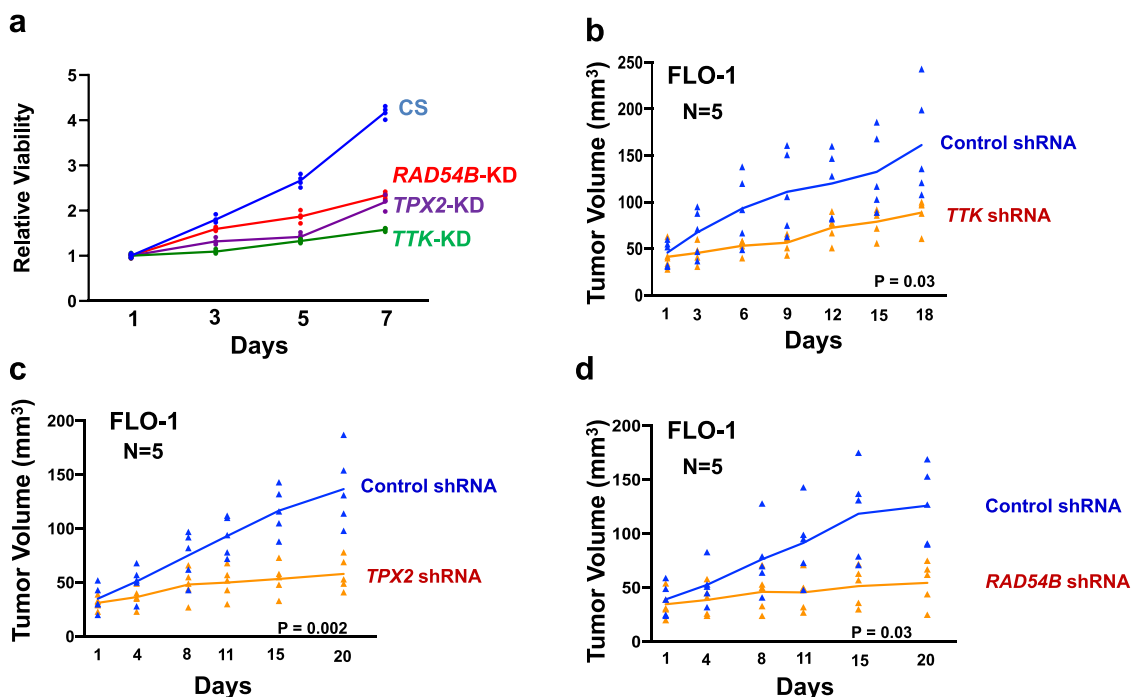 a
Relative Viability
5
4
3
2
1
0
CS
RAD54B-KD
TPX2-KD
TTK-KD
1 3 5 7
Days
b
Tumor Volume (mm³)
FLO-1
N=5
250
200
150
100
50
0
Control shRNA
TTK shRNA
P = 0.03
1 3 6 9 12 15 18
Days
c
Tumor Volume (mm³)
FLO-1
N=5
200
150
100
50
0
Control shRNA
TPX2 shRNA
P = 0.002
1 4 8 11 15 20
Days
d
Tumor Volume (mm³)
FLO-1
N=5
200
150
100
50
0
Control shRNA
RAD54B shRNA
P = 0.03
1 4 8 11 15 20
Days